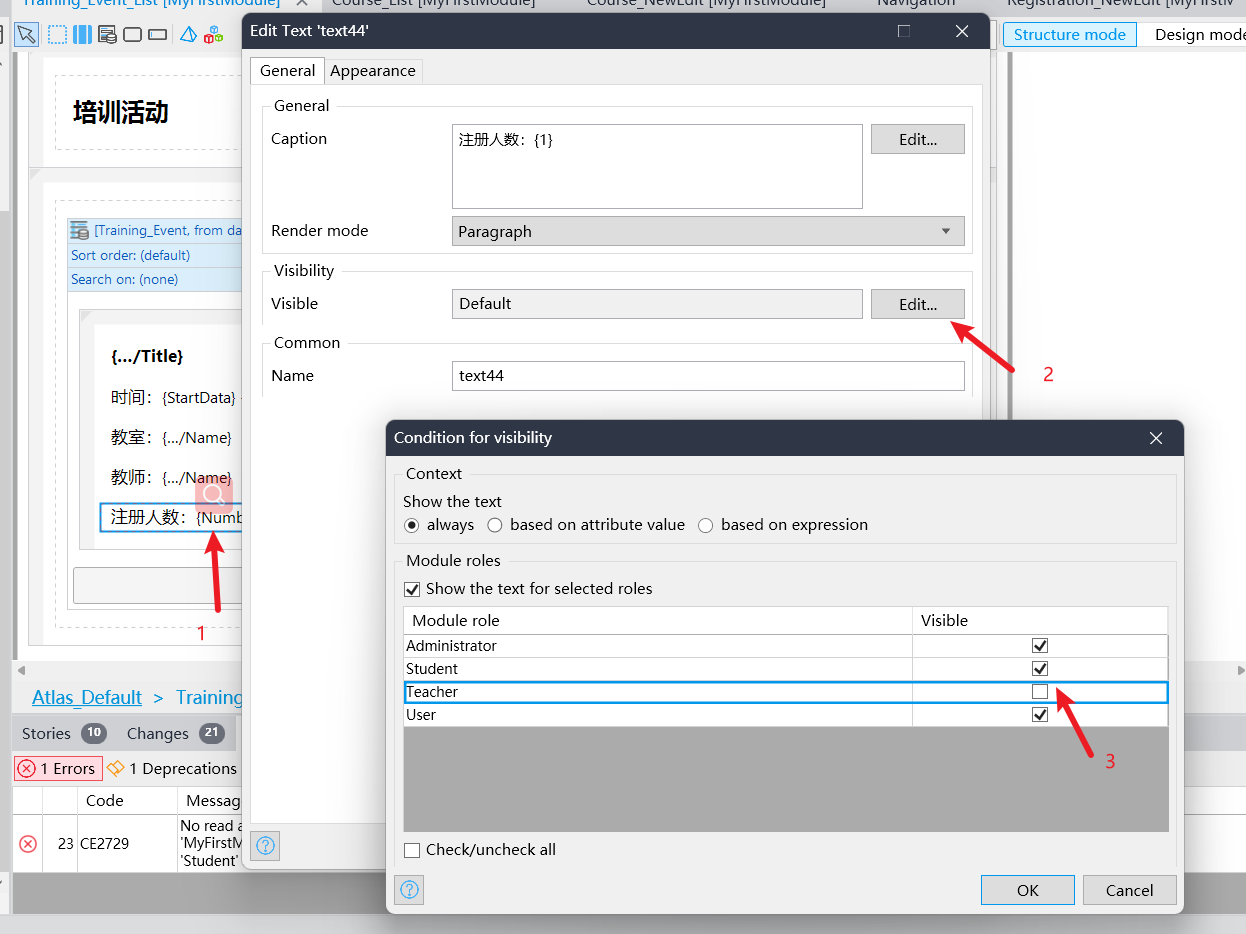 Training_Event_List [MyFirstModule]
Course_List [MyFirstModule]
Course_NewEdit [MyFirstModule]
Navigation
Registration_NewEdit [MyFirstM
Structure mode
Design mode
培训活动
[Training_Event, from da
Sort order: (default)
Search on: (none)
{.../Title}
时间：{StartData}
教室：{.../Name}
教师：{.../Name}
注册人数：{Numb
1
Edit Text 'text44'
General
Appearance
General
Caption
注册人数：{1}
Edit...
Render mode
Paragraph
Visibility
Visible
Default
Edit...
Common
Name
text44
2
Condition for visibility
Context
Show the text
always
based on attribute value
based on expression
Module roles
Show the text for selected roles
Module role
Visible
Administrator
Student
Teacher
User
3
Check/uncheck all
OK
Cancel
Atlas_Default > Training
Stories 10
Changes 21
1 Errors
1 Deprecations
Code
Messag
23
CE2729
No read a
'MyFirstM
'Student'